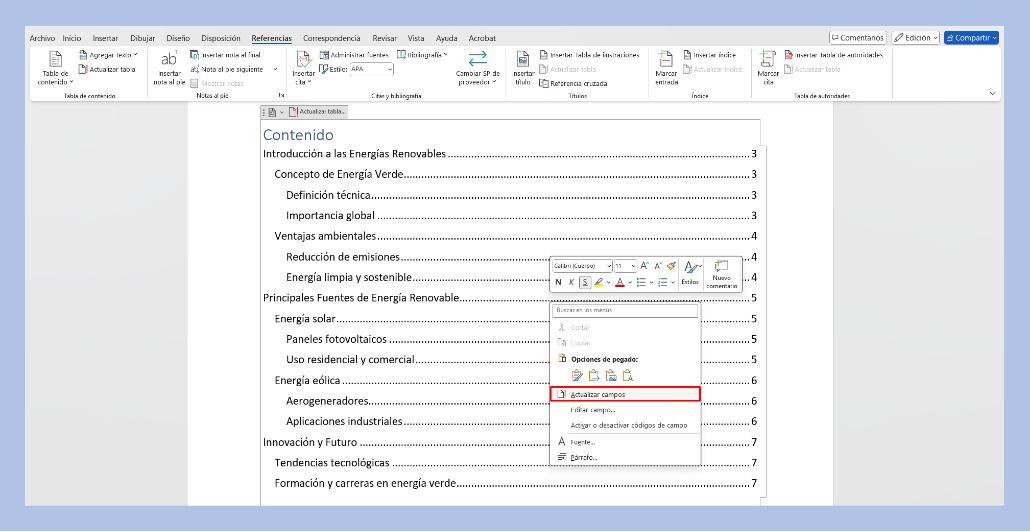 Archivo Inicio Insertar Dibujar Diseño Disposición Referencias Correspondencia Revisar Vista Ayuda Acrobat Comentarios Edición Compartir
Tabla de contenido
Agregar texto
Actualizar tabla
Tabla de contenido
Insertar nota al pie
Insertar nota al final
Nota al pie siguiente
Mostrar notas
Notas al pie
Insertar cita
Administrar fuentes
Estilo: APA
Bibliografía
Citas y bibliografía
Cambiar SP de proveedor
Insertar título
Insertar Tabla de ilustraciones
Actualizar tabla
Referencia cruzada
Títulos
Marcar entrada
Insertar índice
Actualizar índice
Índice
Marcar cita
Insertar tabla de autoridades
Actualizar tabla
Tabla de autoridades
Actualizar tabla...
Contenido
Introducción a las Energías Renovables 3
Concepto de Energía Verde 3
Definición técnica 3
Importancia global 3
Ventajas ambientales 4
Reducción de emisiones 4
Energía limpia y sostenible 4
Principales Fuentes de Energía Renovable 5
Energía solar 5
Paneles fotovoltaicos 5
Uso residencial y comercial 5
Energía eólica 6
Aerogeneradores 6
Aplicaciones industriales 6
Innovación y Futuro 7
Tendencias tecnológicas 7
Formación y carreras en energía verde 7
Calibri (Cuerpo) 11
N K S
Estilos
Nuevo comentario
Buscar en los menús
Cortar
Copiar
Opciones de pegado:
Actualizar campos
Editar campo...
Activar o desactivar códigos de campo
Fuente...
Párrafo...